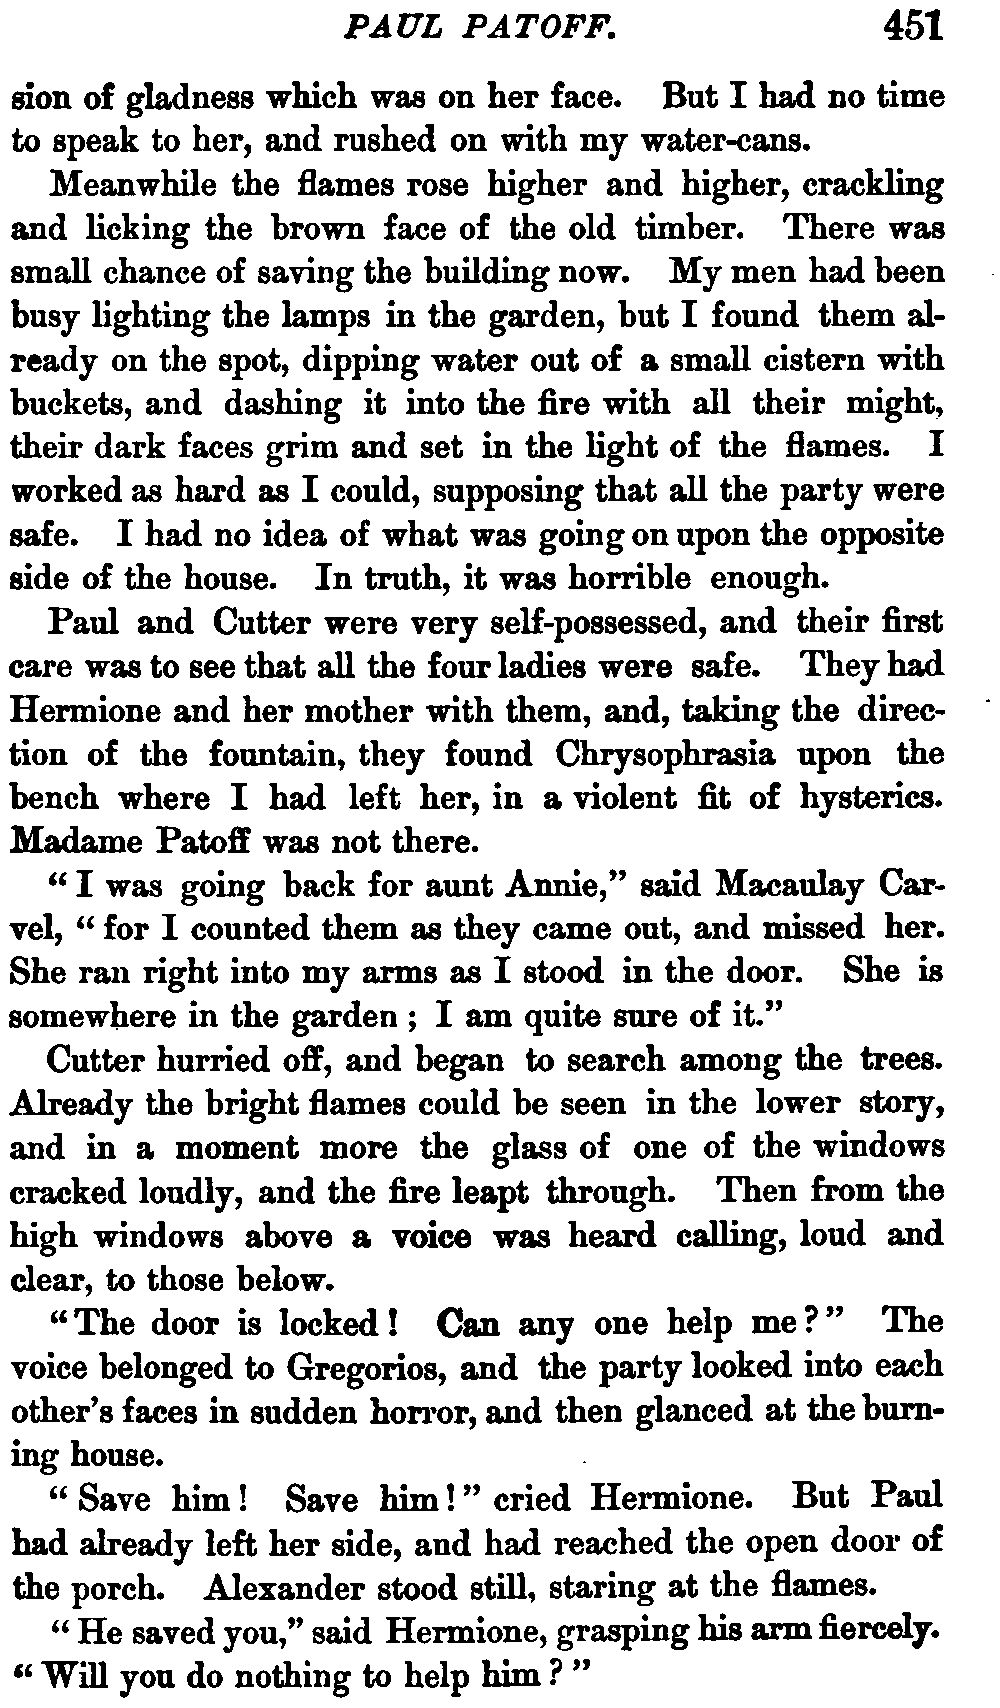 PAUL PATOFF. 451
sion of gladness which was on her face. But I had no time
to speak to her, and rushed on with my water-cans.
Meanwhile the flames rose higher and higher, crackling
and licking the brown face of the old timber. There was
small chance of saving the building now. My men had been
busy lighting the lamps in the garden, but I found them al-
ready on the spot, dipping water out of a small cistern with
buckets, and dashing it into the fire with all their might,
their dark faces grim and set in the light of the flames. I
worked as hard as I could, supposing that all the party were
safe. I had no idea of what was going on upon the opposite
side of the house. In truth, it was horrible enough.
Paul and Cutter were very self-possessed, and their first
care was to see that all the four ladies were safe. They had
Hermione and her mother with them, and, taking the direc-
tion of the fountain, they found Chrysophrasia upon the
bench where I had left her, in a violent fit of hysterics.
Madame Patoff was not there.
“I was going back for aunt Annie,” said Macaulay Car-
vel, “for I counted them as they came out, and missed her.
She ran right into my arms as I stood in the door. She is
somewhere in the garden; I am quite sure of it.”
Cutter hurried off, and began to search among the trees.
Already the bright flames could be seen in the lower story,
and in a moment more the glass of one of the windows
cracked loudly, and the fire leapt through. Then from the
high windows above a voice was heard calling, loud and
clear, to those below.
“The door is locked! Can any one help me?” The
voice belonged to Gregorios, and the party looked into each
other’s faces in sudden horror, and then glanced at the burn-
ing house.
“Save him! Save him!” cried Hermione. But Paul
had already left her side, and had reached the open door of
the porch. Alexander stood still, staring at the flames.
“He saved you,” said Hermione, grasping his arm fiercely.
“Will you do nothing to help him?”